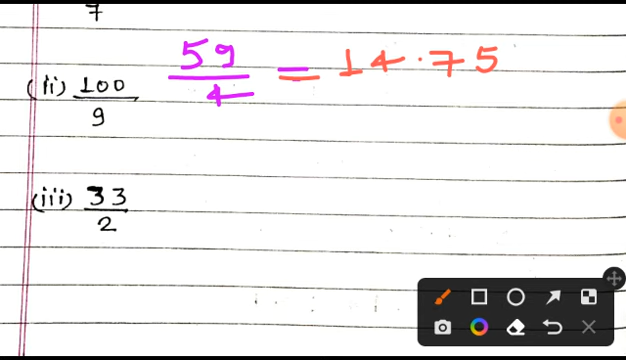 7
59/4 = 14.75
(ii) 100/9
(iii) 33/2